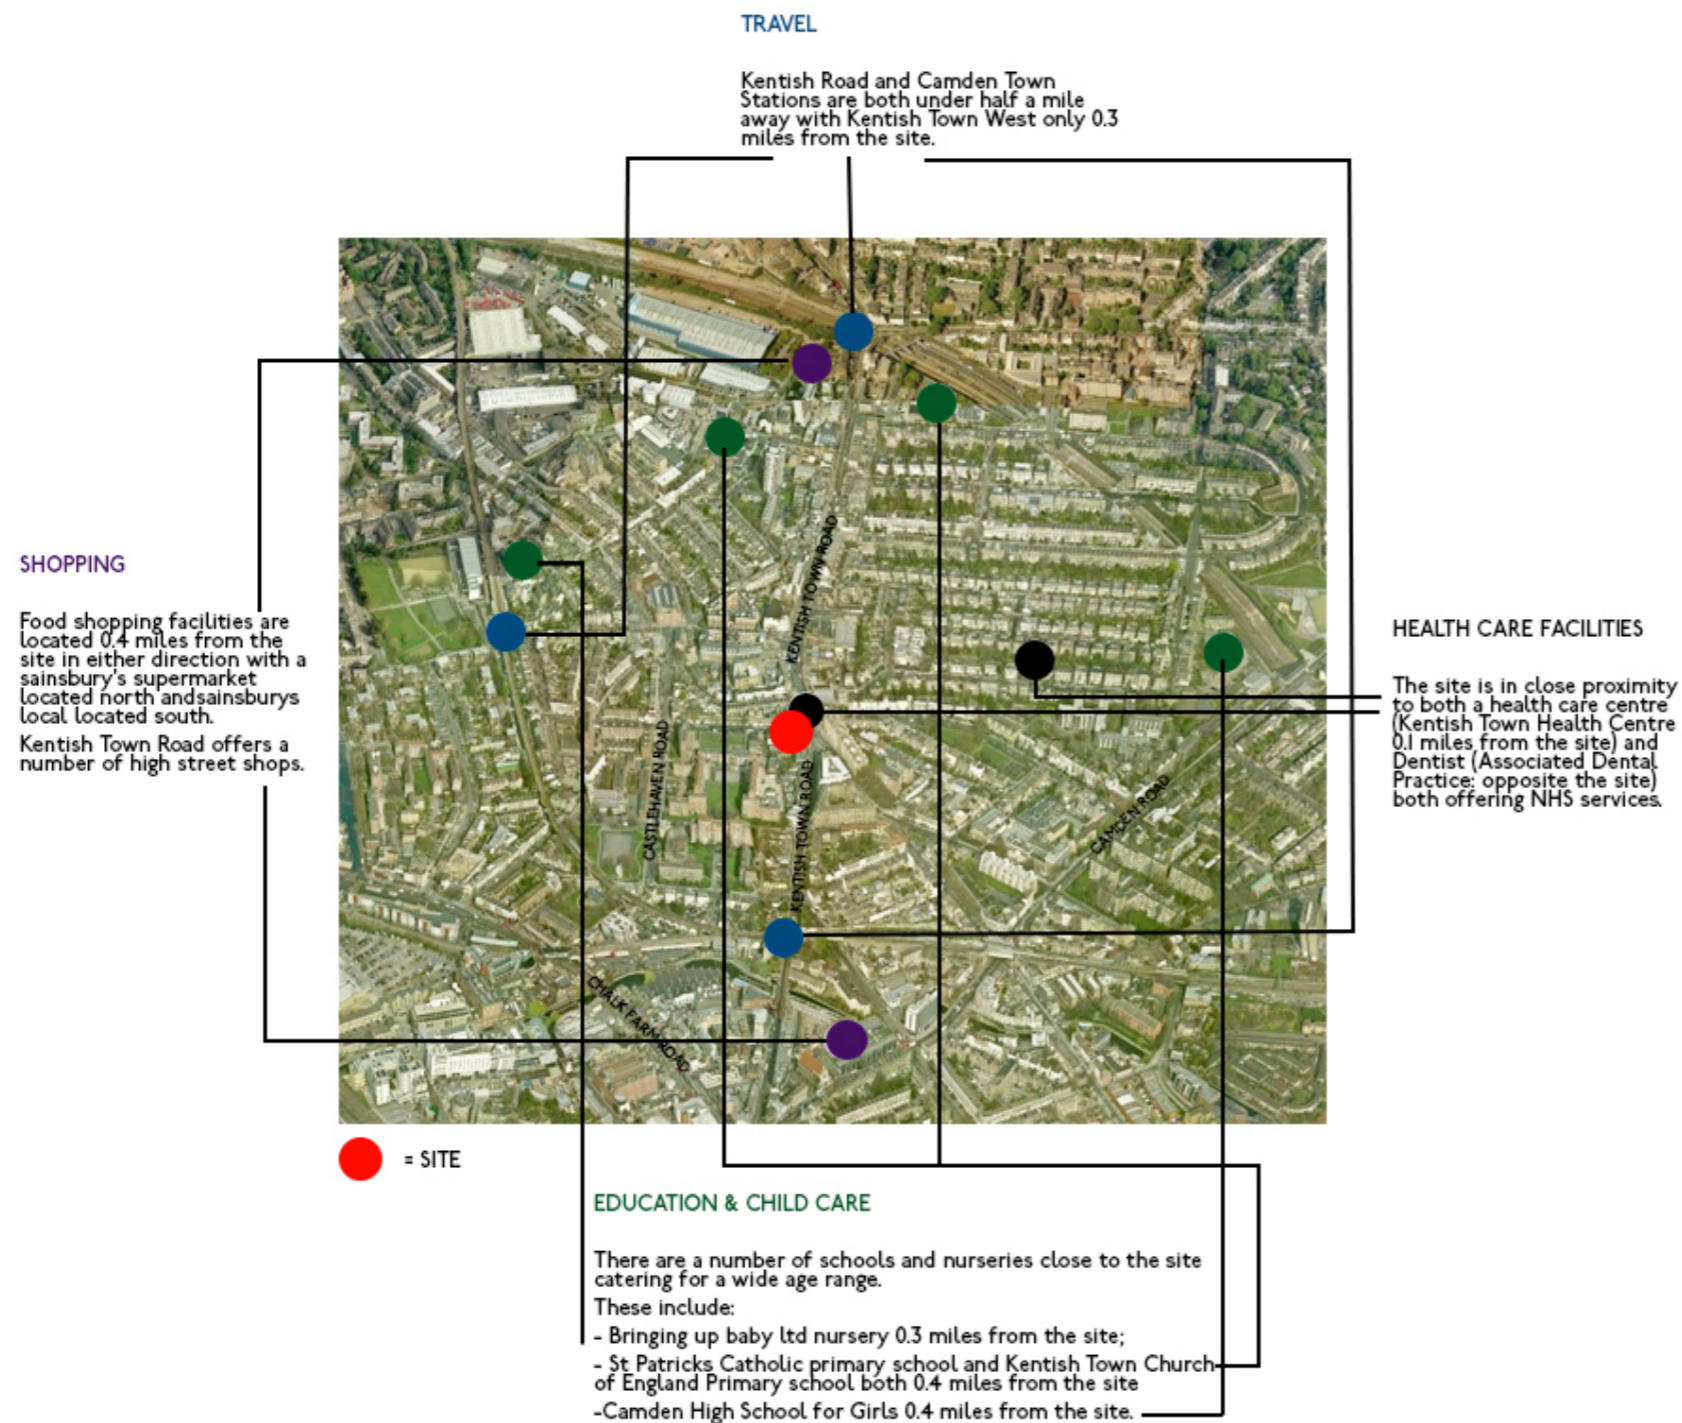 TRAVEL
Kentish Road and Camden Town
Stations are both under half a mile
away with Kentish Town West only 0.3
miles from the site.
SHOPPING
Food shopping facilities are
located 0.4 miles from the
site in either direction with a
sainsbury's supermarket
located north andsainsburys
local located south.
Kentish Town Road offers a
number of high street shops.
KENTISH TOWN ROAD
CASTLEHAVEN ROAD
KENTISH TOWN ROAD
CAMDEN ROAD
CHALK FARM ROAD
HEALTH CARE FACILITIES
The site is in close proximity
to both a health care centre
(Kentish Town Health Centre
0.1 miles from the site) and
Dentist (Associated Dental
Practice: opposite the site)
both offering NHS services.
= SITE
EDUCATION & CHILD CARE
There are a number of schools and nurseries close to the site
catering for a wide age range.
These include:
- Bringing up baby ltd nursery 0.3 miles from the site;
- St Patricks Catholic primary school and Kentish Town Church
of England Primary school both 0.4 miles from the site
-Camden High School for Girls 0.4 miles from the site.